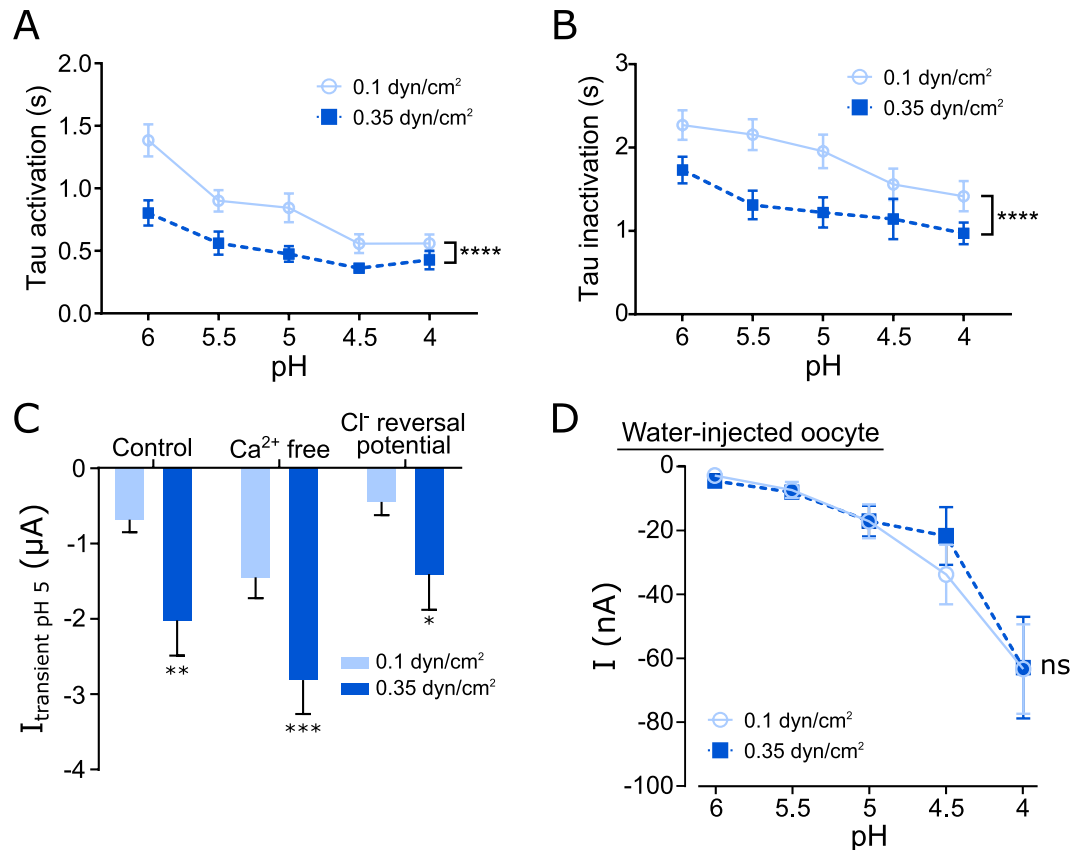 A
Tau activation (s)
2.0
1.5
1.0
0.5
0.0
0.1 dyn/cm²
0.35 dyn/cm²
****
6 5.5 5 4.5 4
pH
B
Tau inactivation (s)
3
2
1
0
0.1 dyn/cm²
0.35 dyn/cm²
****
6 5.5 5 4.5 4
pH
C
Control
Ca²⁺ free
Cl⁻ reversal
potential
I transient pH 5 (µA)
0
-1
-2
-3
-4
**
***
*
0.1 dyn/cm²
0.35 dyn/cm²
D
Water-injected oocyte
I (nA)
0
-20
-40
-60
-80
-100
ns
0.1 dyn/cm²
0.35 dyn/cm²
6 5.5 5 4.5 4
pH